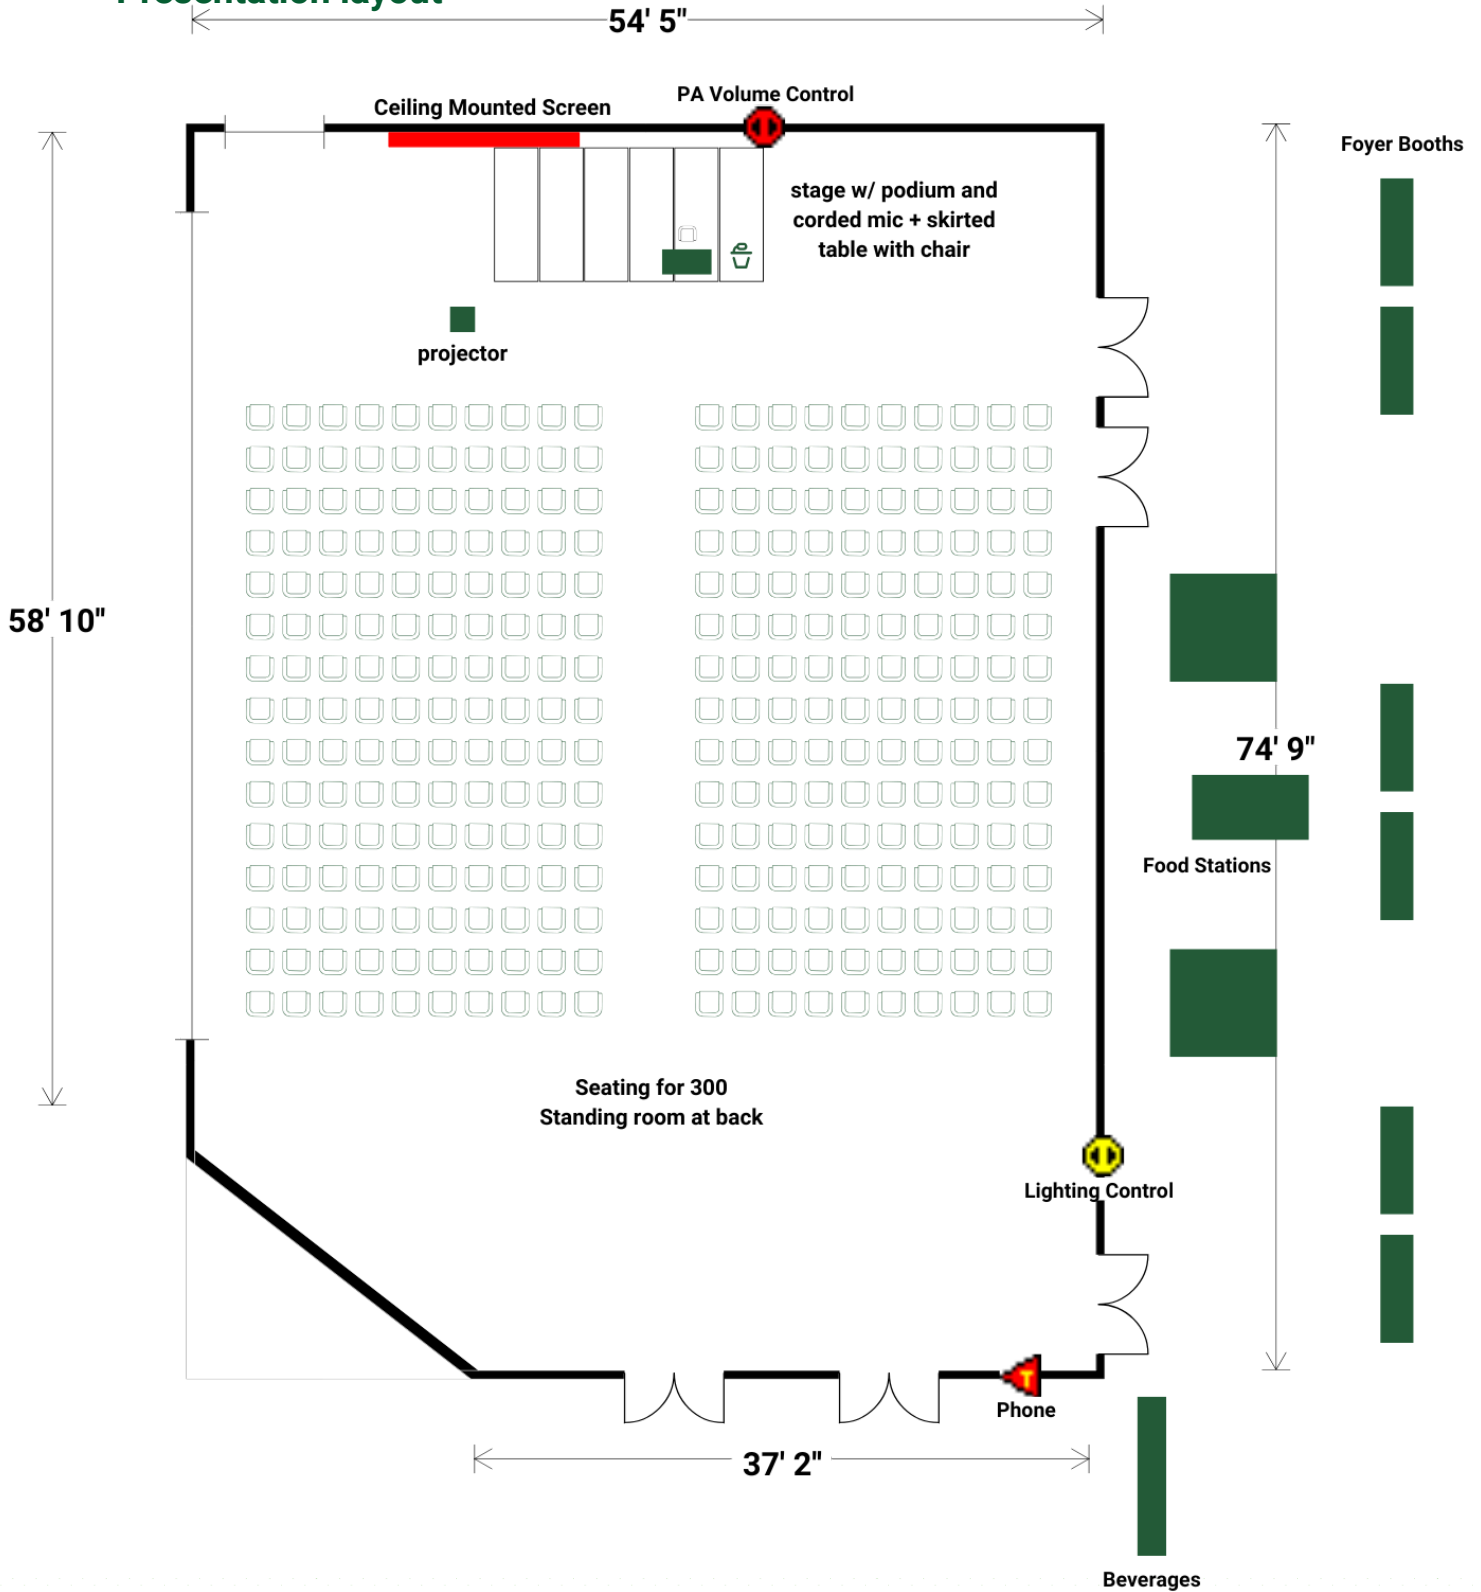 Presentation layout
54' 5"
Ceiling Mounted Screen
PA Volume Control
Foyer Booths
stage w/ podium and
corded mic + skirted
table with chair
projector
58' 10"
74' 9"
Food Stations
Seating for 300
Standing room at back
Lighting Control
T
Phone
37' 2"
Beverages